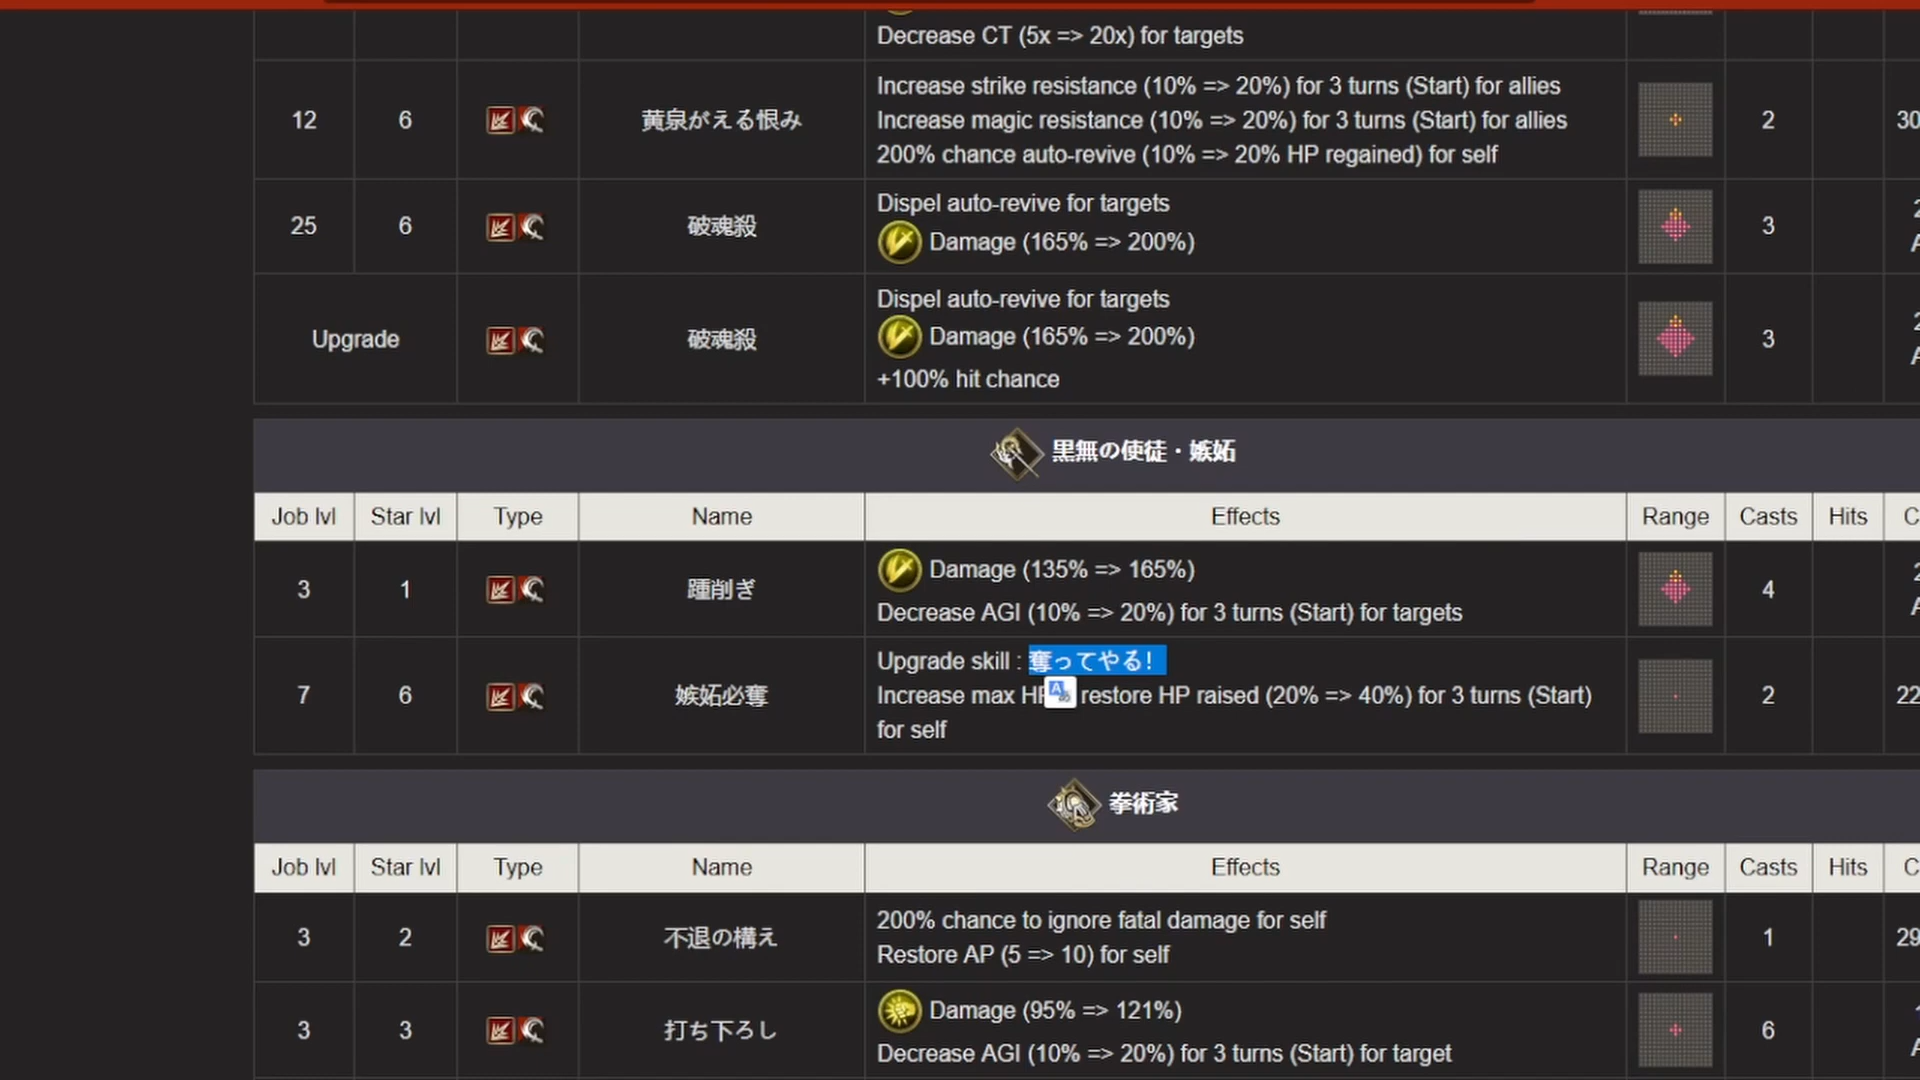 Decrease CT (5x => 20x) for targets
12 6 黄泉がえる恨み 2 30
Increase strike resistance (10% => 20%) for 3 turns (Start) for allies
Increase magic resistance (10% => 20%) for 3 turns (Start) for allies
200% chance auto-revive (10% => 20% HP regained) for self
25 6 破魂殺 3
Dispel auto-revive for targets
Damage (165% => 200%)
Upgrade 破魂殺 3
Dispel auto-revive for targets
Damage (165% => 200%)
+100% hit chance
黒無の使徒・嫉妬
Job lvl Star lvl Type Name Effects Range Casts Hits C
3 1 踵削ぎ 4
Damage (135% => 165%)
Decrease AGI (10% => 20%) for 3 turns (Start) for targets
7 6 嫉妬必奪 2 22
Upgrade skill : 奪ってやる!
Increase max restore HP raised (20% => 40%) for 3 turns (Start)
for self
拳術家
Job lvl Star lvl Type Name Effects Range Casts Hits C
3 2 不退の構え 1 29
200% chance to ignore fatal damage for self
Restore AP (5 => 10) for self
3 3 打ち下ろし 6
Damage (95% => 121%)
Decrease AGI (10% => 20%) for 3 turns (Start) for target